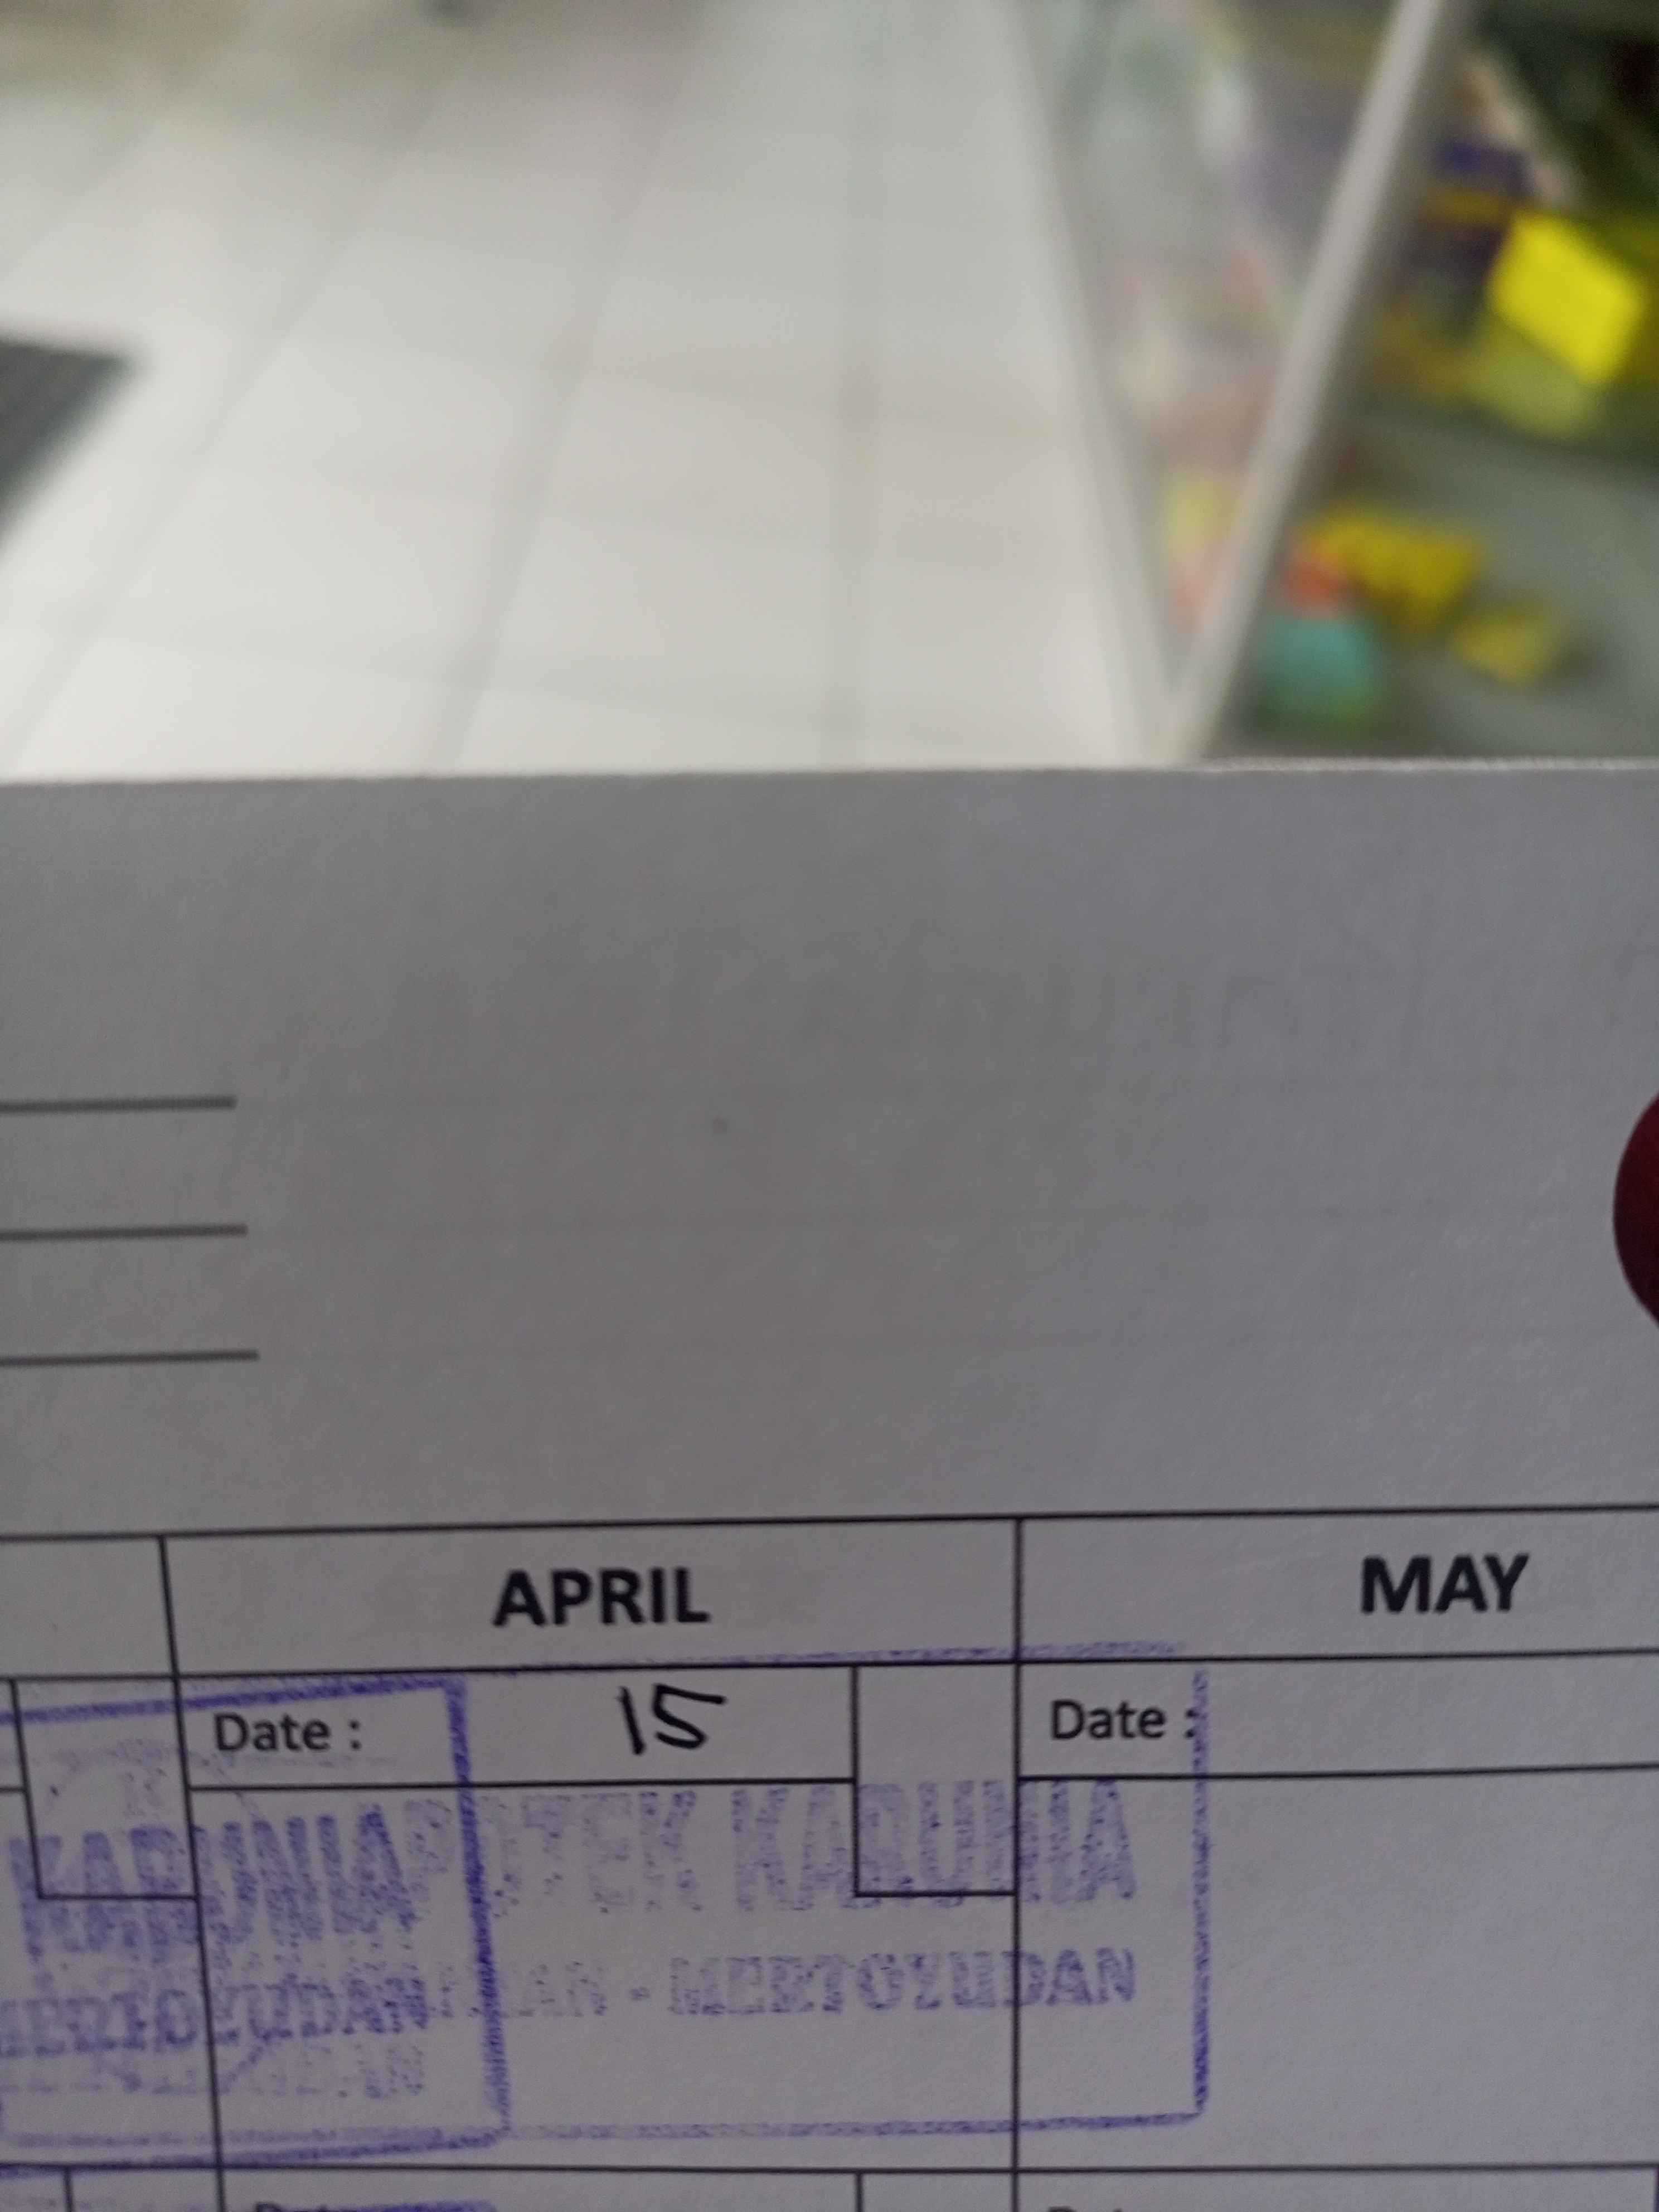 APRIL MAY
Date : 15 Date :
KARUNIA KARUNIA
MERTOYUDAN - MERTOYUDAN